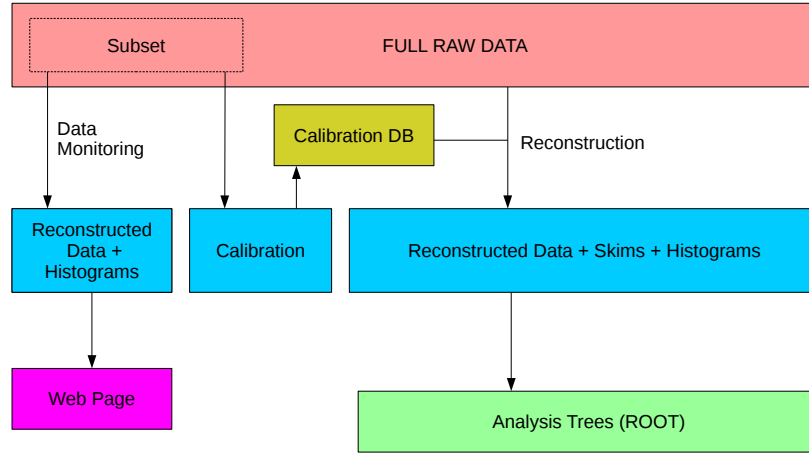 Subset
FULL RAW DATA
Data
Monitoring
Calibration DB
Reconstruction
Reconstructed
Data +
Histograms
Calibration
Reconstructed Data + Skims + Histograms
Web Page
Analysis Trees (ROOT)